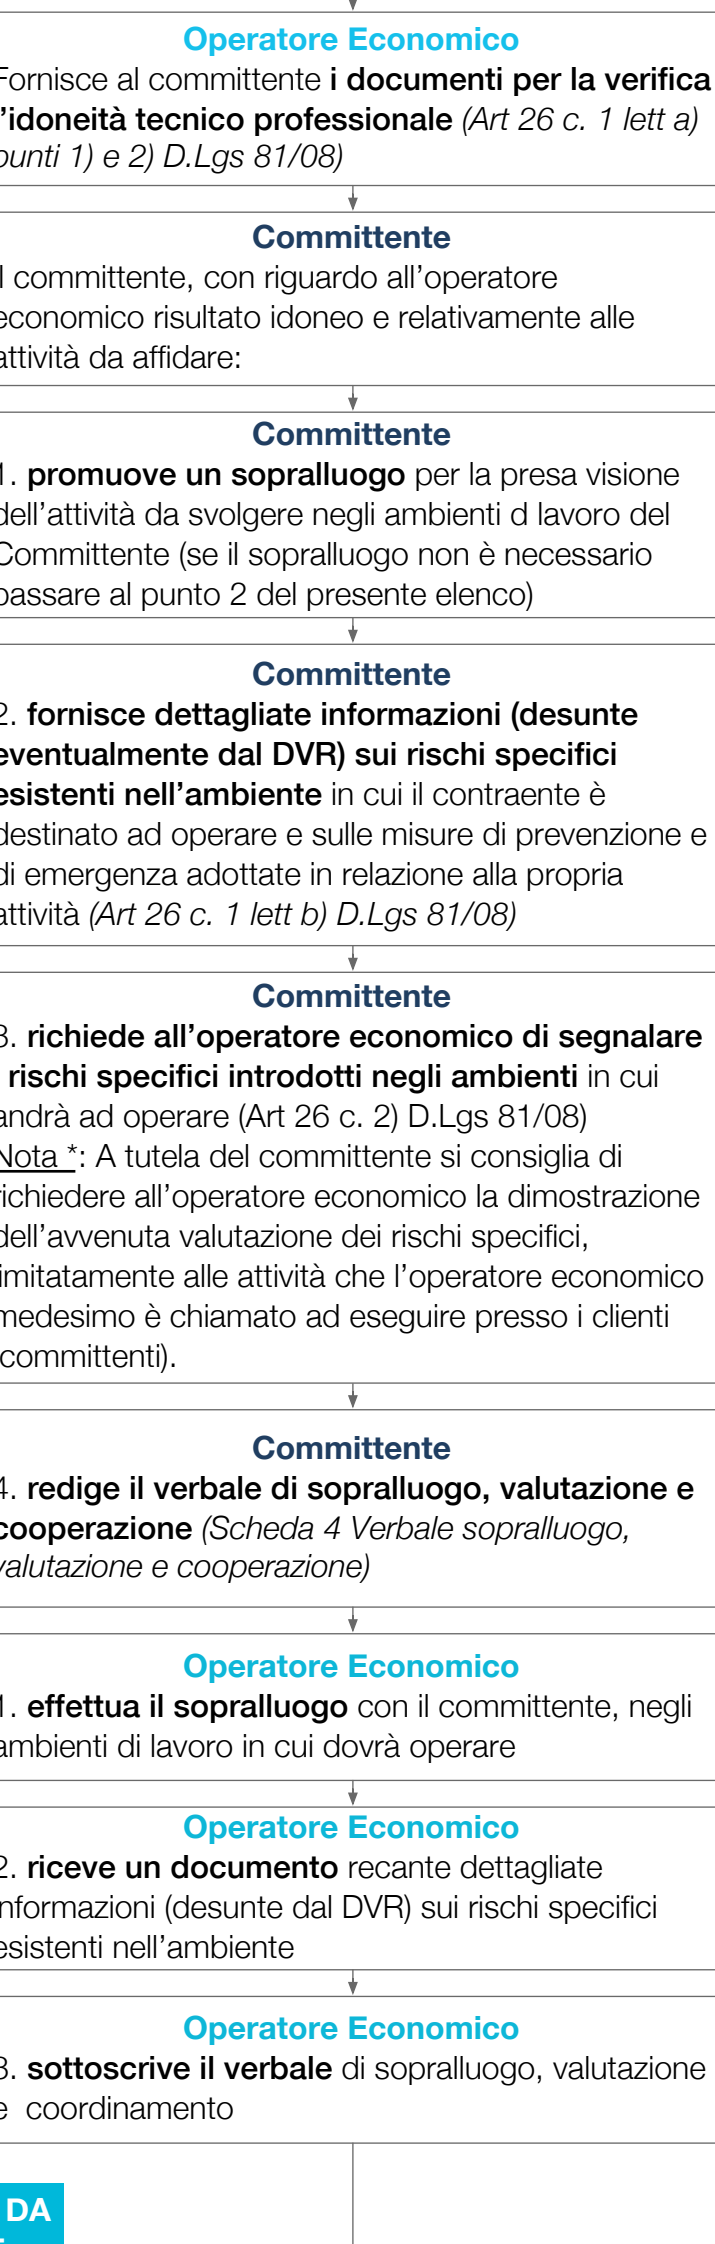 Operatore Economico
Fornisce al committente i documenti per la verifica
l'idoneità tecnico professionale (Art 26 c. 1 lett a)
punti 1) e 2) D.Lgs 81/08)
Committente
Il committente, con riguardo all'operatore
economico risultato idoneo e relativamente alle
attività da affidare:
Committente
1. promuove un sopralluogo per la presa visione
dell'attività da svolgere negli ambienti d lavoro del
Committente (se il sopralluogo non è necessario
passare al punto 2 del presente elenco)
Committente
2. fornisce dettagliate informazioni (desunte
eventualmente dal DVR) sui rischi specifici
esistenti nell'ambiente in cui il contraente è
destinato ad operare e sulle misure di prevenzione e
di emergenza adottate in relazione alla propria
attività (Art 26 c. 1 lett b) D.Lgs 81/08)
Committente
3. richiede all'operatore economico di segnalare
i rischi specifici introdotti negli ambienti in cui
andrà ad operare (Art 26 c. 2) D.Lgs 81/08)
Nota *: A tutela del committente si consiglia di
richiedere all'operatore economico la dimostrazione
dell'avvenuta valutazione dei rischi specifici,
limitatamente alle attività che l'operatore economico
medesimo è chiamato ad eseguire presso i clienti
(committenti).
Committente
4. redige il verbale di sopralluogo, valutazione e
cooperazione (Scheda 4 Verbale sopralluogo,
valutazione e cooperazione)
Operatore Economico
1. effettua il sopralluogo con il committente, negli
ambienti di lavoro in cui dovrà operare
Operatore Economico
2. riceve un documento recante dettagliate
informazioni (desunte dal DVR) sui rischi specifici
esistenti nell'ambiente
Operatore Economico
3. sottoscrive il verbale di sopralluogo, valutazione
e coordinamento
DA